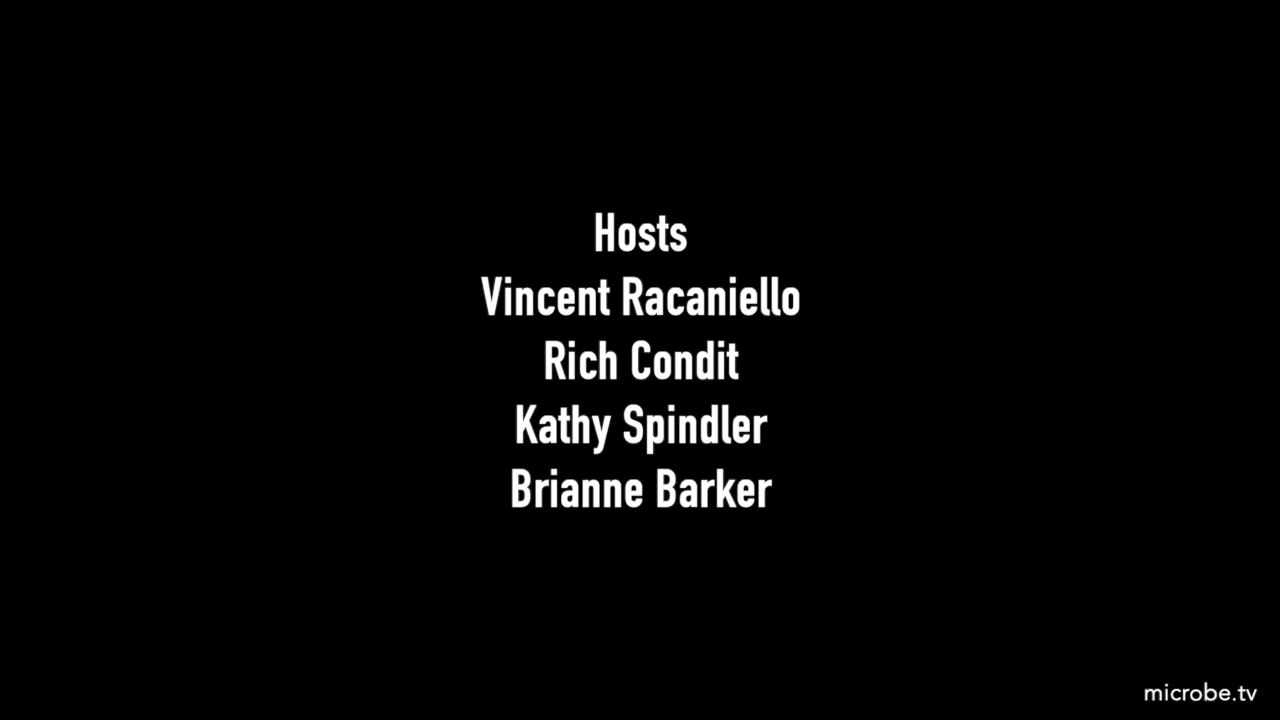 Hosts
Vincent Racaniello
Rich Condit
Kathy Spindler
Brianne Barker
microbe.tv